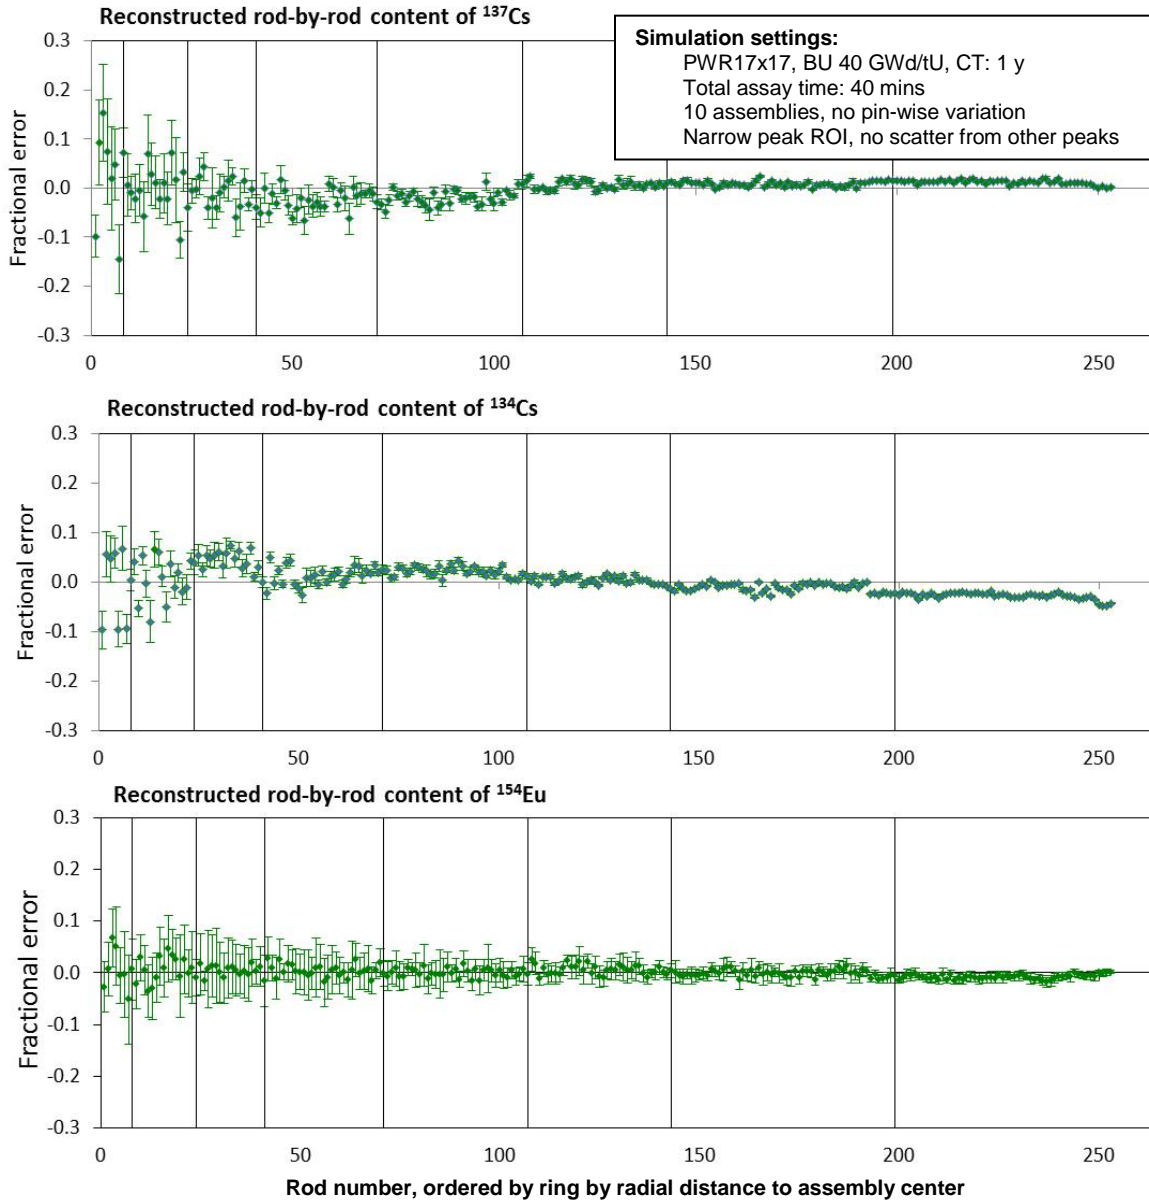 Reconstructed rod-by-rod content of ¹³⁷Cs
Simulation settings:
PWR17x17, BU 40 GWd/tU, CT: 1 y
Total assay time: 40 mins
10 assemblies, no pin-wise variation
Narrow peak ROI, no scatter from other peaks
Fractional error
0.3
0.2
0.1
0.0
-0.1
-0.2
-0.3
0 50 100 150 200 250
Reconstructed rod-by-rod content of ¹³⁴Cs
Fractional error
0.3
0.2
0.1
0.0
-0.1
-0.2
-0.3
0 50 100 150 200 250
Reconstructed rod-by-rod content of ¹⁵⁴Eu
Fractional error
0.3
0.2
0.1
0.0
-0.1
-0.2
-0.3
0 50 100 150 200 250
Rod number, ordered by ring by radial distance to assembly center